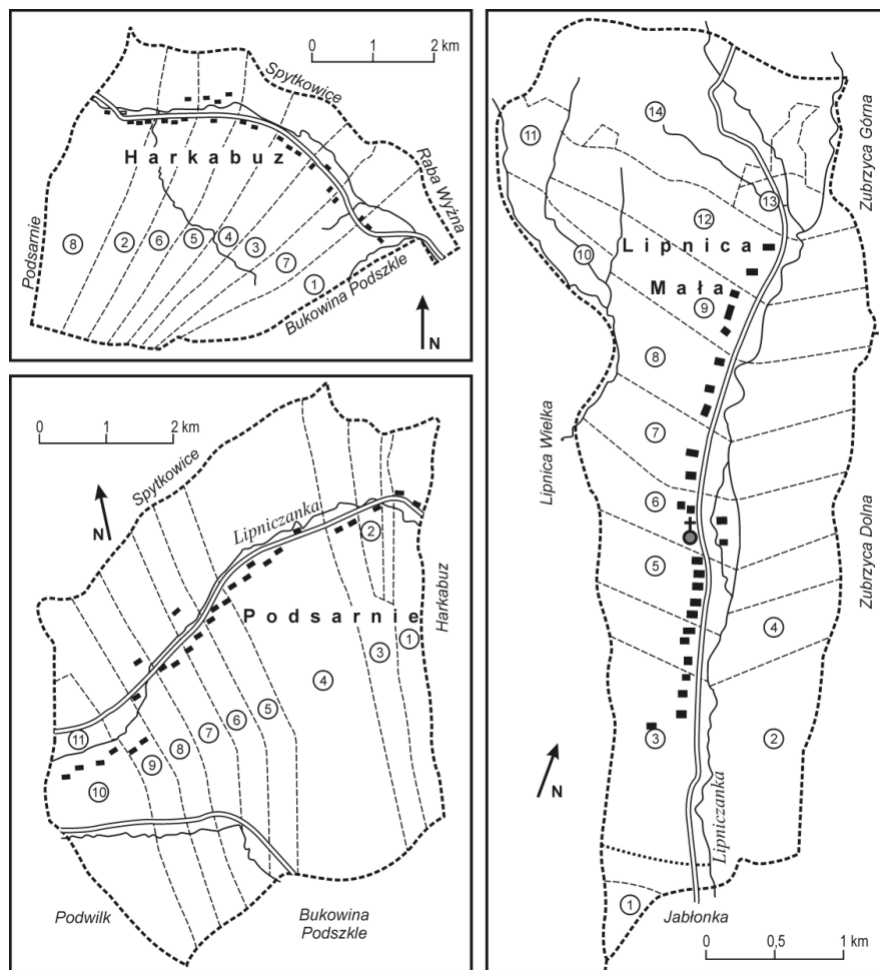 0 1 2 km
Spytkowice
Harkabuz
Raba Wyżna
Podsarnie
8 2 6 5 4 3 7 1
Bukowina Podszkle
N
0 1 2 km
Spytkowice
N
Lipniczanka
2
Podsarnie
Harkabuz
1
3
4
5
6
7
8
9
10
11
Podwilk
Bukowina
Podszkle
14
11
Zubrzyca Górna
13
12
Lipnica
10
Mała
9
8
Lipnica Wielka
7
6
5
Zubrzyca Dolna
4
3
2
N
Lipniczanka
1
Jabłonka
0 0,5 1 km